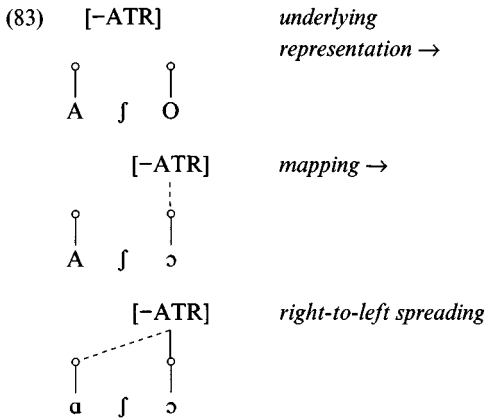 (83) [−ATR] underlying
representation →
A ʃ O
[−ATR] mapping →
A ʃ ɔ
[−ATR] right-to-left spreading
ɑ ʃ ɔ